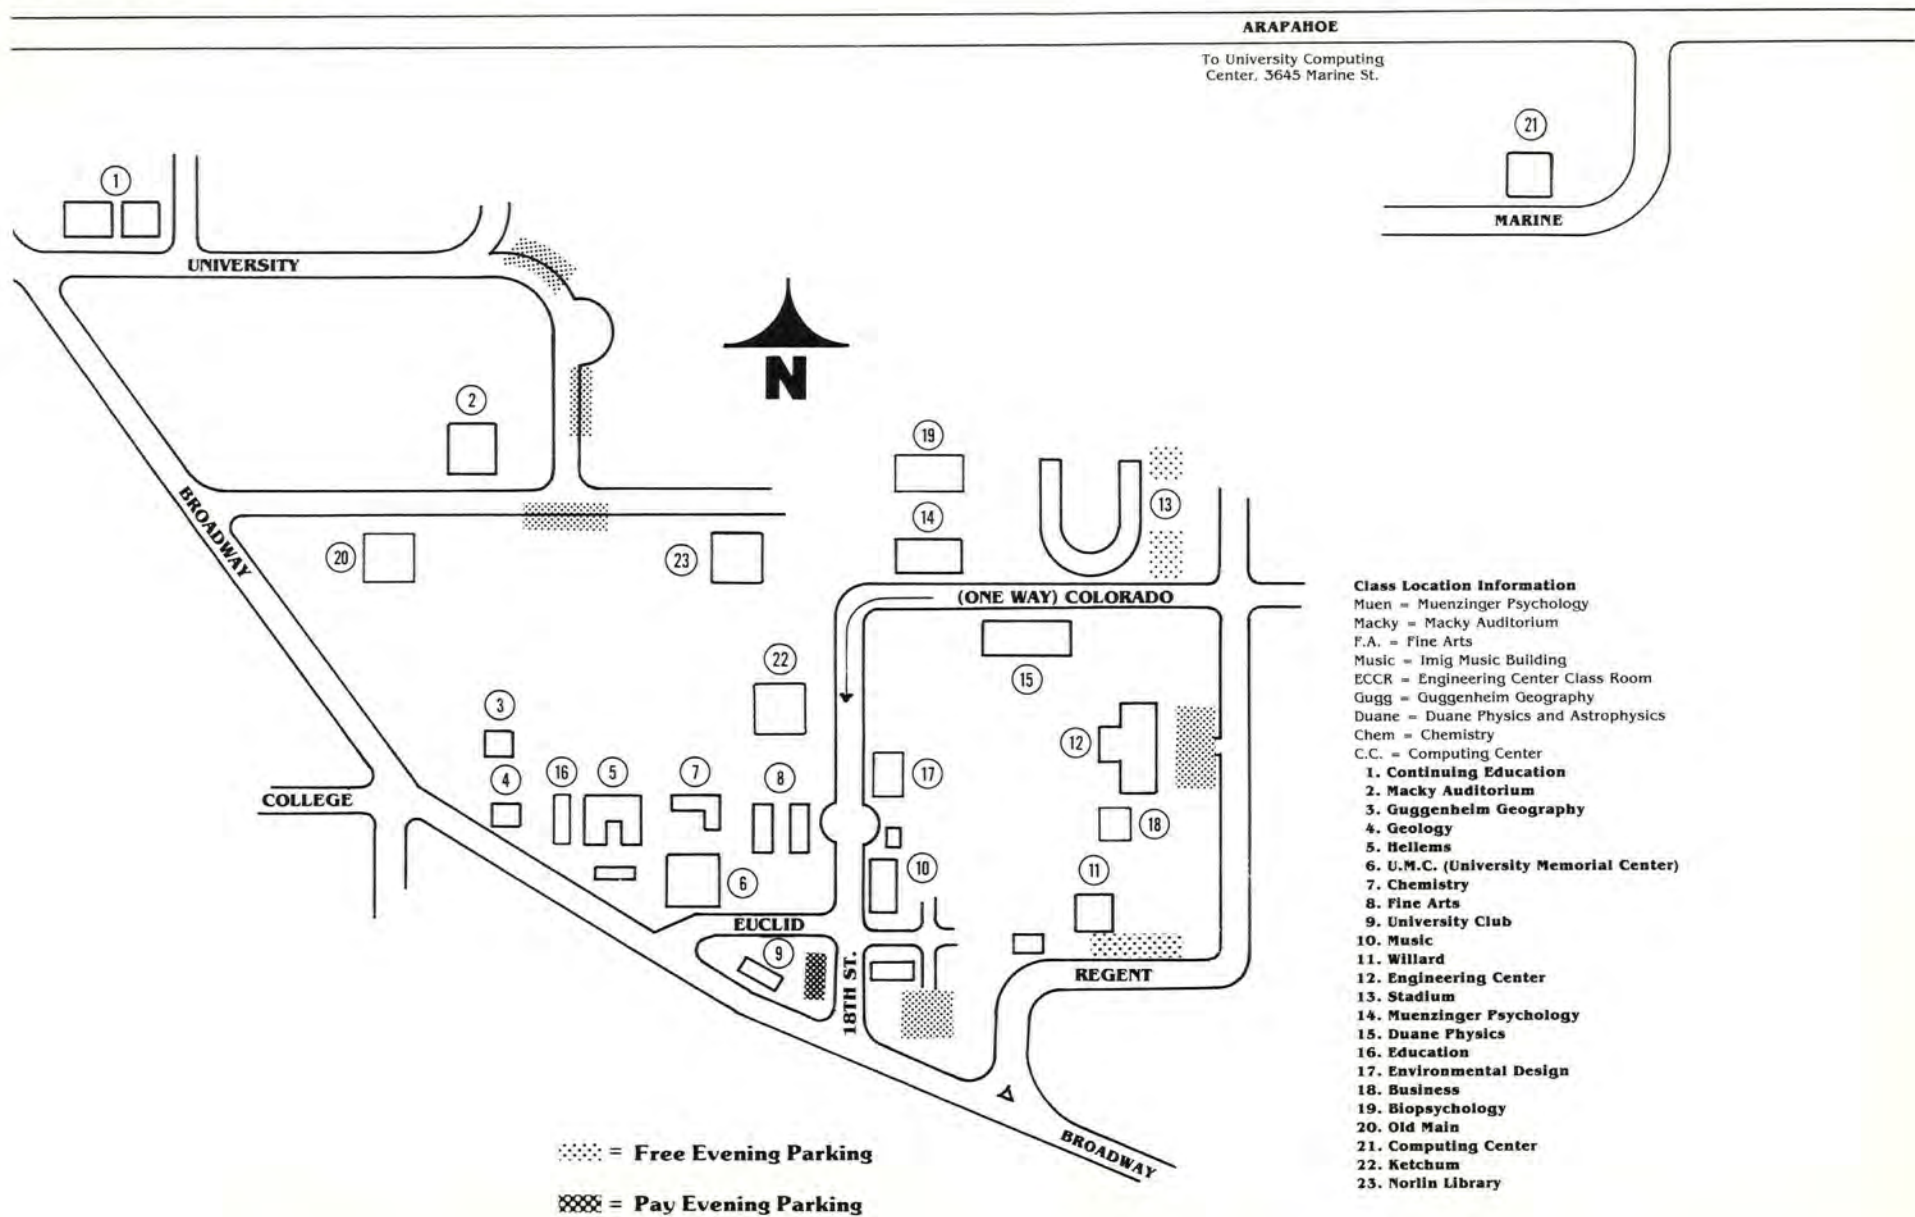 ARAPAHOE
To University Computing
Center, 3645 Marine St.
21
1
MARINE
UNIVERSITY
N
2
19
BROADWAY
13
14
20
23
(ONE WAY) COLORADO
22
15
3
12
4
16
5
7
8
17
COLLEGE
18
6
10
11
EUCLID
9
18TH ST.
REGENT
BROADWAY
= Free Evening Parking
= Pay Evening Parking
Class Location Information
Muen = Muenzinger Psychology
Macky = Macky Auditorium
F.A. = Fine Arts
Music = Imig Music Building
ECCR = Engineering Center Class Room
Gugg = Guggenheim Geography
Duane = Duane Physics and Astrophysics
Chem = Chemistry
C.C. = Computing Center
1. Continuing Education
2. Macky Auditorium
3. Guggenheim Geography
4. Geology
5. Hellems
6. U.M.C. (University Memorial Center)
7. Chemistry
8. Fine Arts
9. University Club
10. Music
11. Willard
12. Engineering Center
13. Stadium
14. Muenzinger Psychology
15. Duane Physics
16. Education
17. Environmental Design
18. Business
19. Biopsychology
20. Old Main
21. Computing Center
22. Ketchum
23. Norlin Library